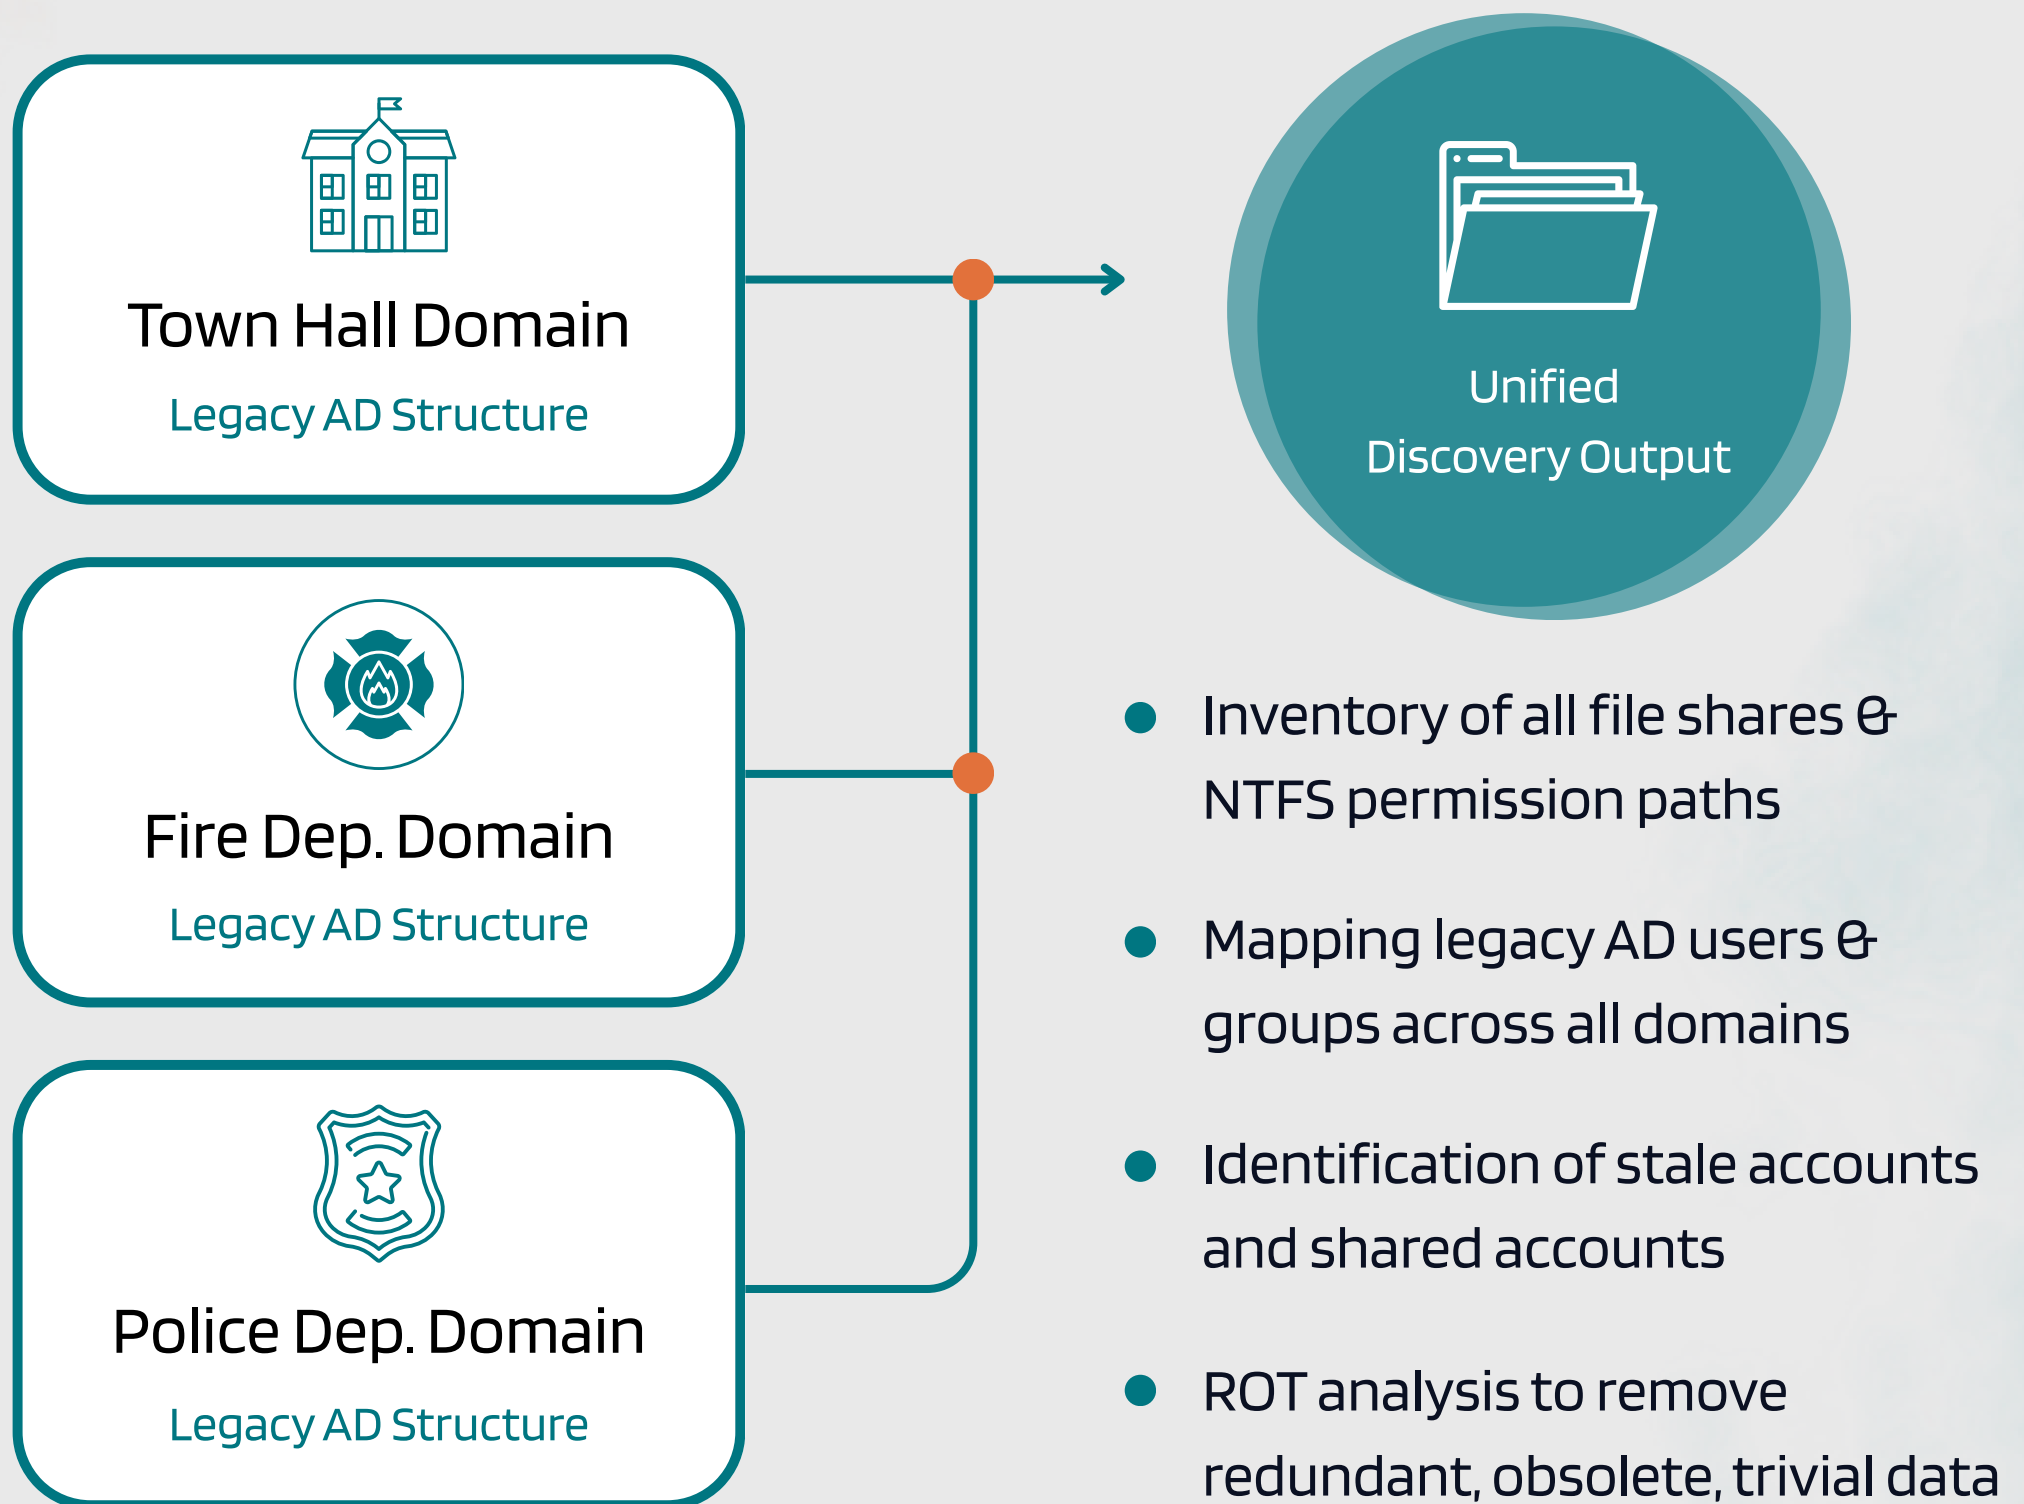 Town Hall Domain
Legacy AD Structure
Fire Dep. Domain
Legacy AD Structure
Police Dep. Domain
Legacy AD Structure
Unified
Discovery Output
Inventory of all file shares &
NTFS permission paths
Mapping legacy AD users &
groups across all domains
Identification of stale accounts
and shared accounts
ROT analysis to remove
redundant, obsolete, trivial data